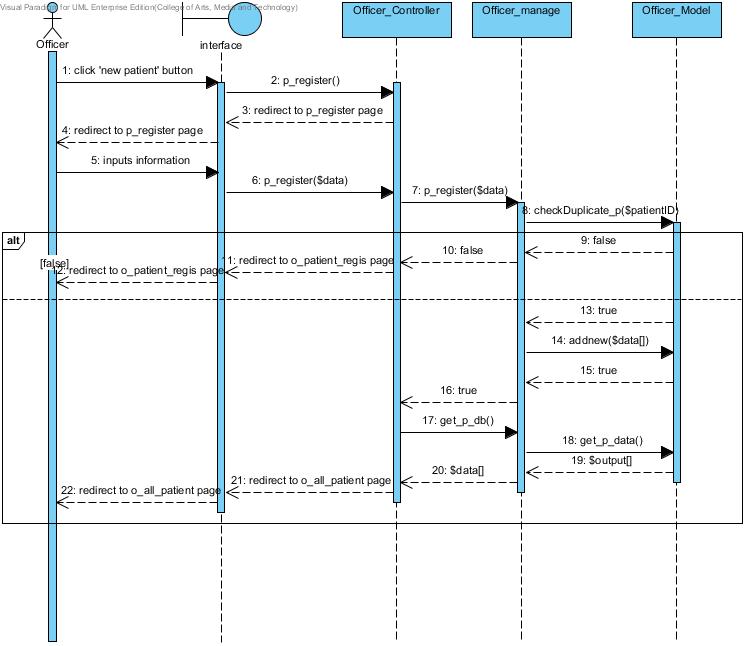 Visual Paradigm for UML Enterprise Edition(College of Arts, Media and Technology)
Officer
interface
Officer_Controller
Officer_manage
Officer_Model
1: click 'new patient' button
2: p_register()
3: redirect to p_register page
4: redirect to p_register page
5: inputs information
6: p_register($data)
7: p_register($data)
8: checkDuplicate_p($patientID)
alt
[false]
9: false
10: false
11: redirect to o_patient_regis page
12: redirect to o_patient_regis page
13: true
14: addnew($data[])
15: true
16: true
17: get_p_db()
18: get_p_data()
19: $output[]
20: $data[]
21: redirect to o_all_patient page
22: redirect to o_all_patient page